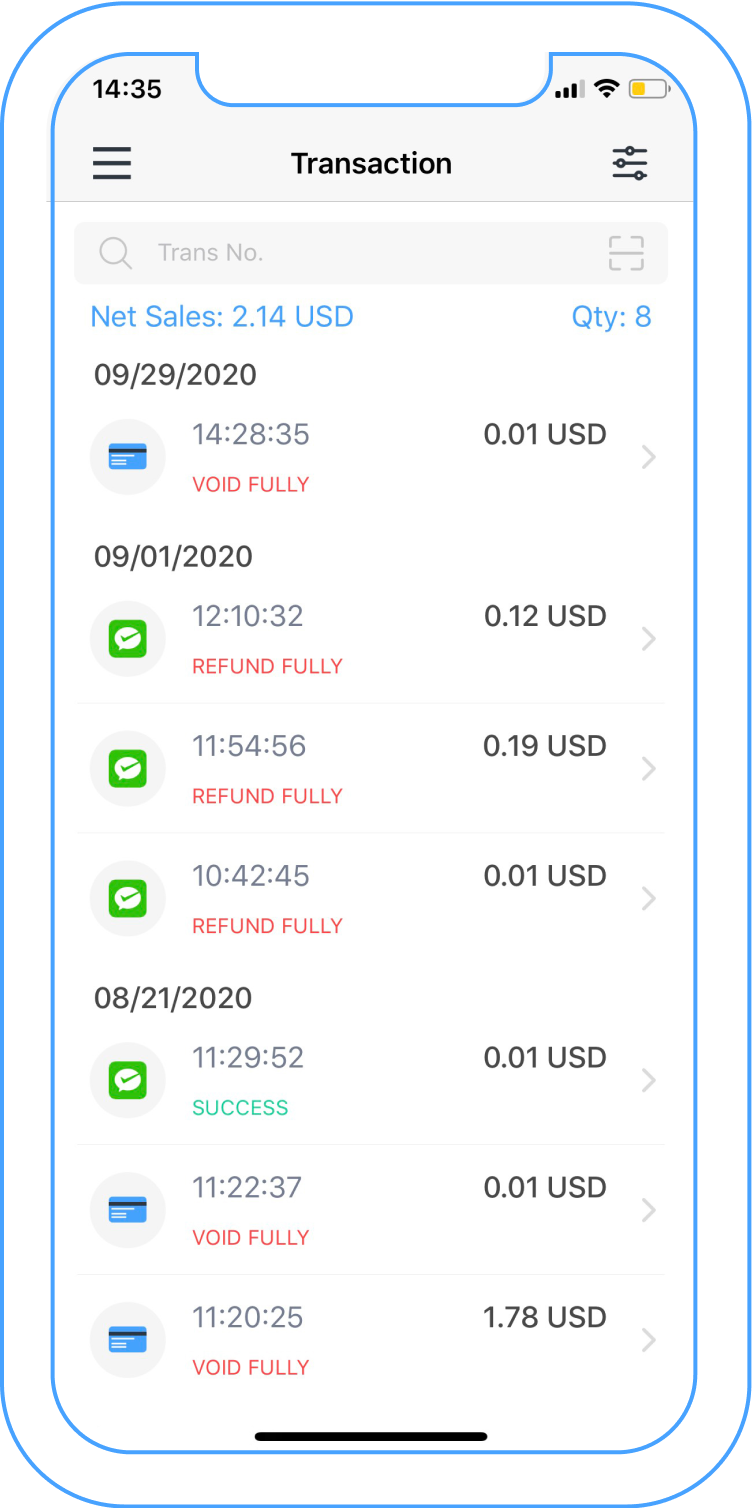 14:35
Transaction
Trans No.
Net Sales: 2.14 USD Qty: 8
09/29/2020
14:28:35 0.01 USD
VOID FULLY
09/01/2020
12:10:32 0.12 USD
REFUND FULLY
11:54:56 0.19 USD
REFUND FULLY
10:42:45 0.01 USD
REFUND FULLY
08/21/2020
11:29:52 0.01 USD
SUCCESS
11:22:37 0.01 USD
VOID FULLY
11:20:25 1.78 USD
VOID FULLY